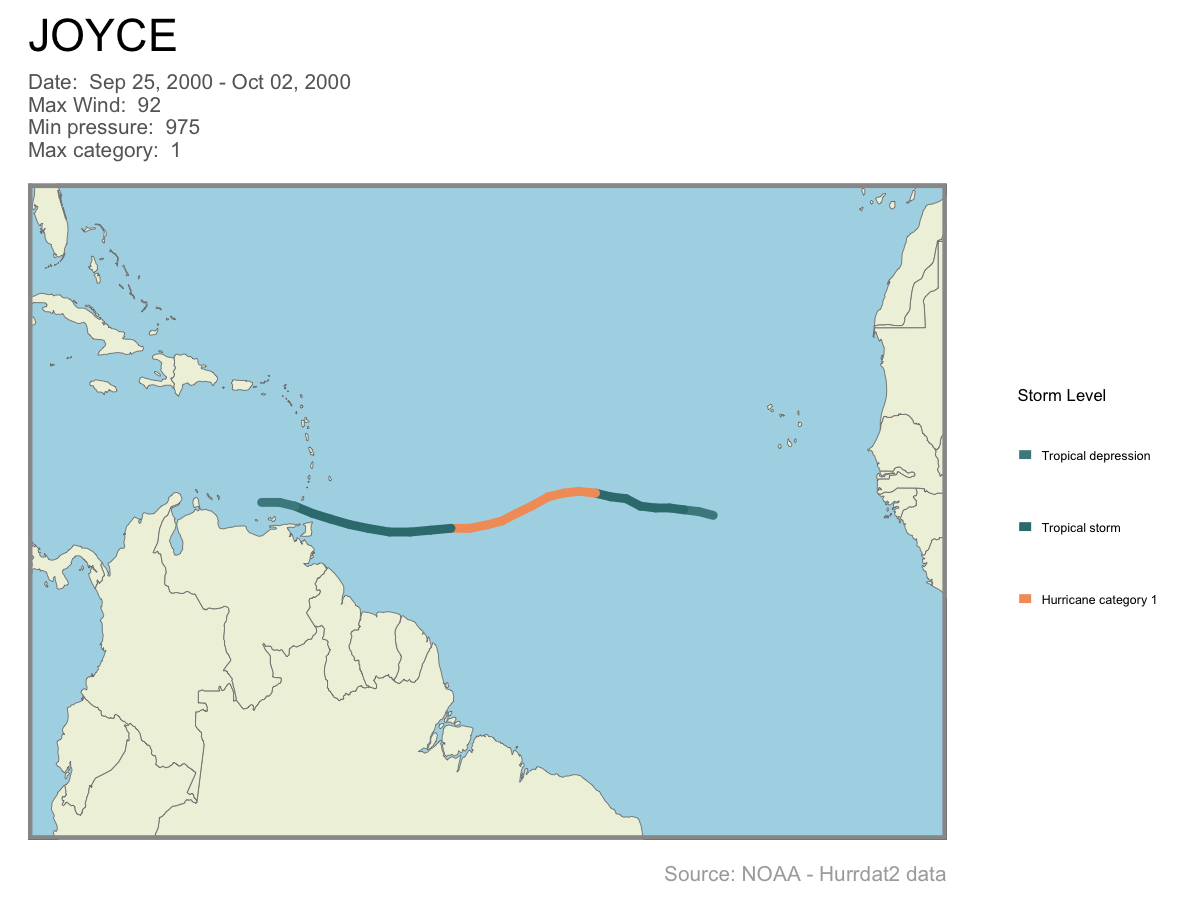 JOYCE
Date:  Sep 25, 2000 - Oct 02, 2000
Max Wind:  92
Min pressure:  975
Max category:  1
Storm Level
Tropical depression
Tropical storm
Hurricane category 1
Source: NOAA - Hurrdat2 data